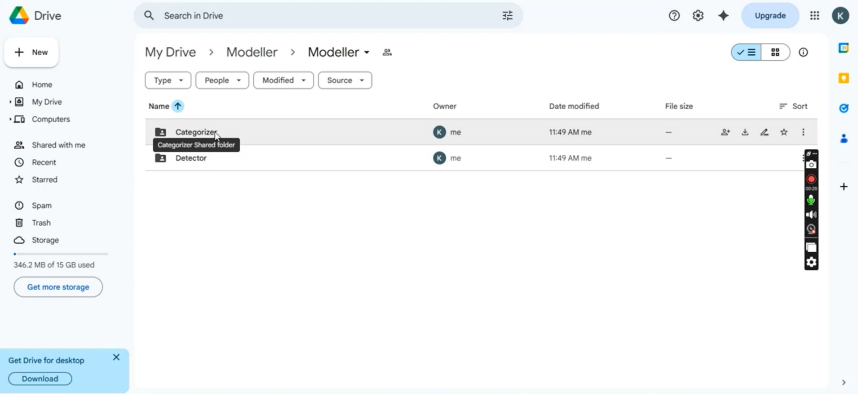 Drive
Search in Drive
Upgrade
K
New
Home
My Drive
Computers
Shared with me
Recent
Starred
Spam
Trash
Storage
346.2 MB of 15 GB used
Get more storage
Get Drive for desktop
Download
My Drive > Modeller > Modeller
Type
People
Modified
Source
Name Owner Date modified File size Sort
Categorizer K me 11:49 AM me —
Categorizer Shared folder
Detector K me 11:49 AM me —